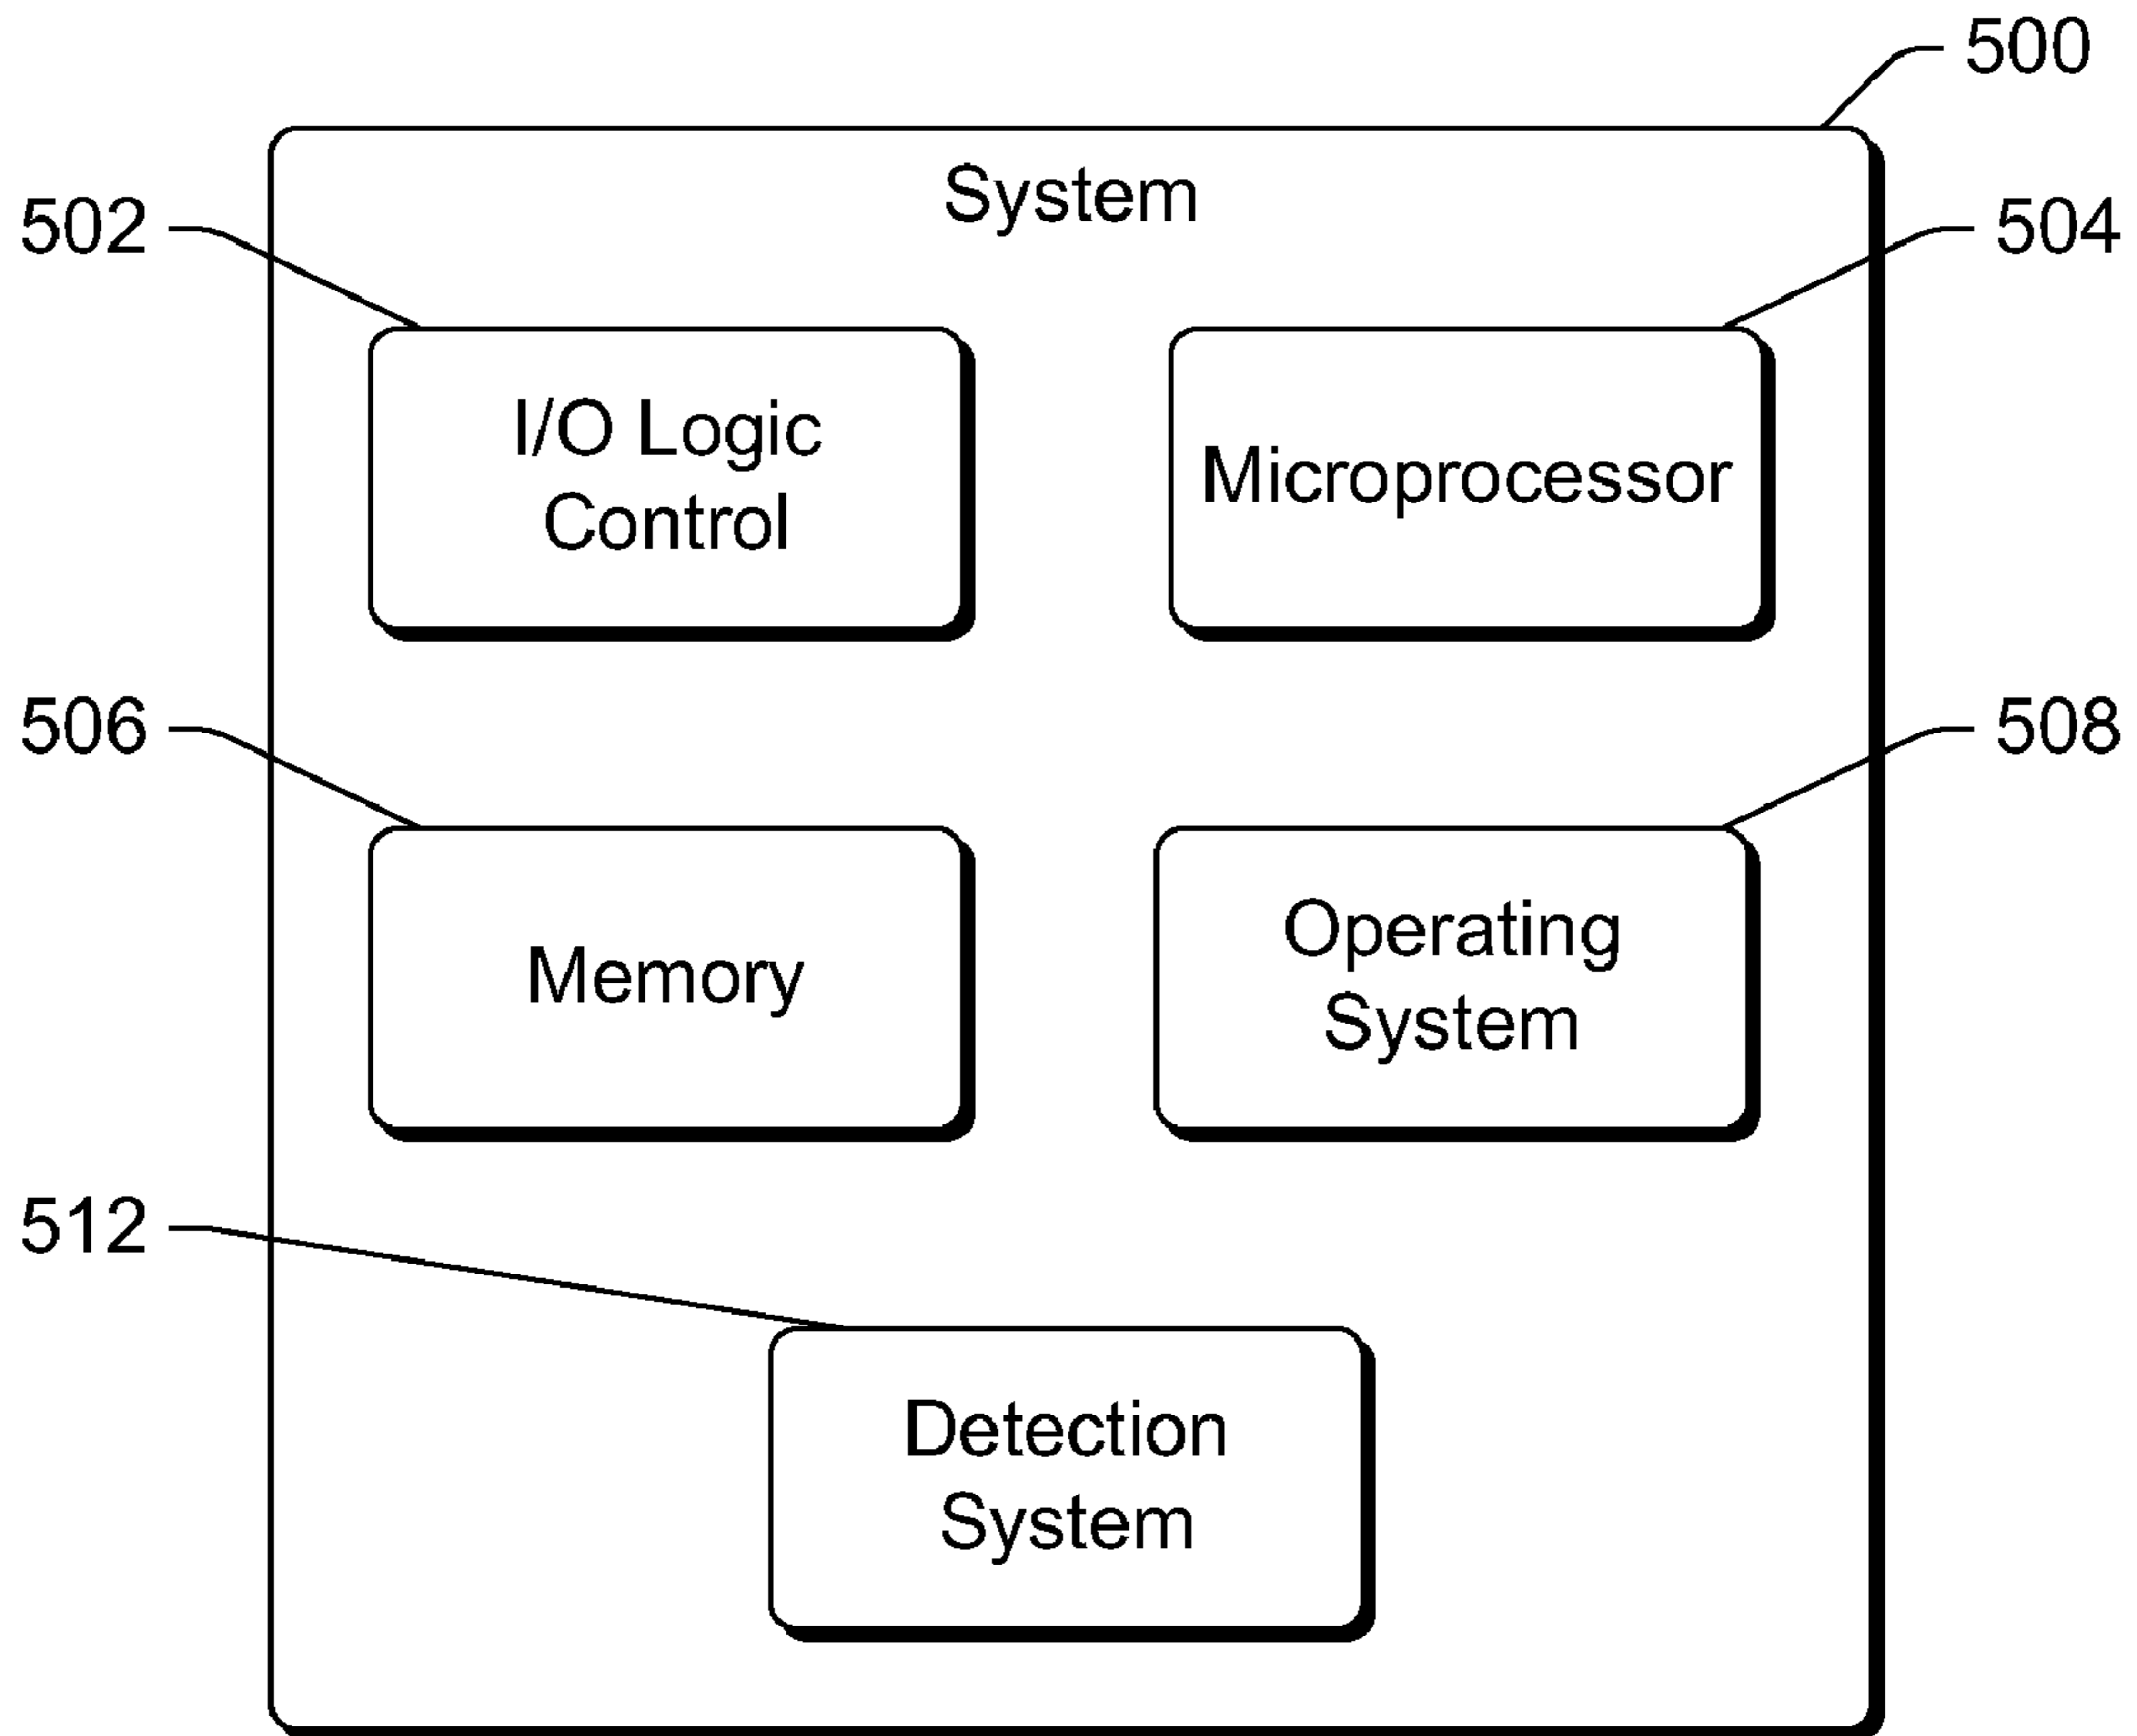 500
System
502
504
I/O Logic
Control
Microprocessor
506
508
Memory
Operating
System
512
Detection
System